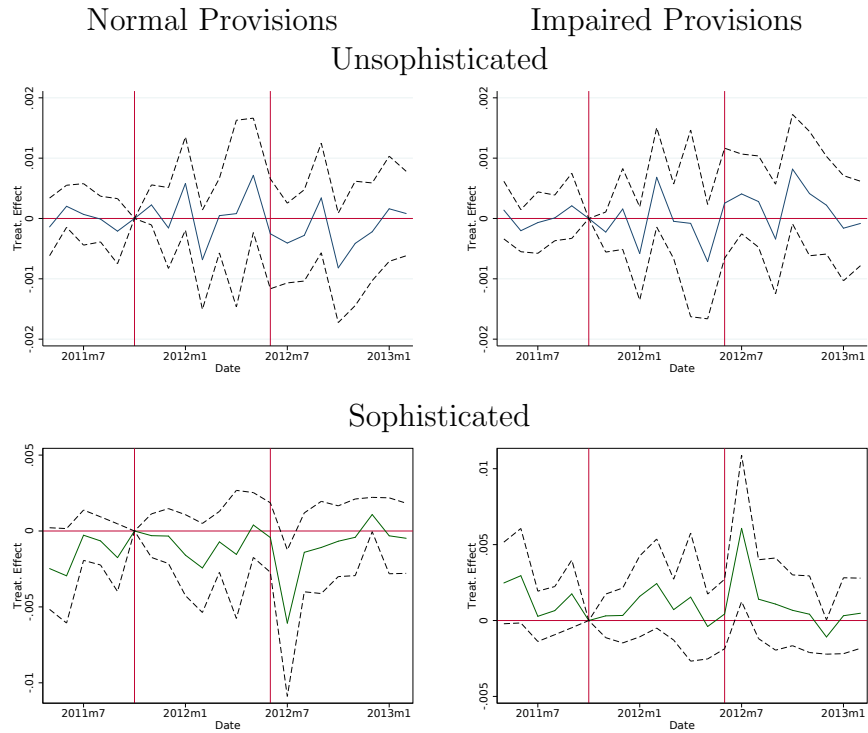 Normal Provisions
Impaired Provisions
Unsophisticated
.002
.001
0
-.001
-.002
Treat. Effect
2011m7
2012m1
2012m7
2013m1
Date
.002
.001
0
-.001
-.002
Treat. Effect
2011m7
2012m1
2012m7
2013m1
Date
Sophisticated
.005
0
-.005
-.01
Treat. Effect
2011m7
2012m1
2012m7
2013m1
Date
.01
.005
0
-.005
Treat. Effect
2011m7
2012m1
2012m7
2013m1
Date